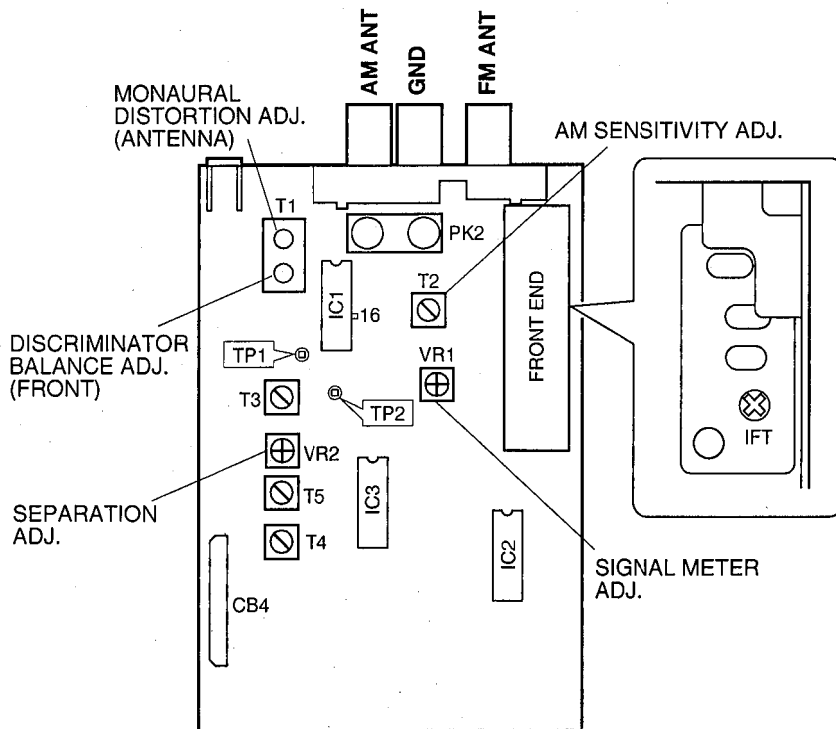 AM ANT
GND
FM ANT
MONAURAL
DISTORTION ADJ.
(ANTENNA)
AM SENSITIVITY ADJ.
T1
PK2
T2
IC1
16
FRONT END
DISCRIMINATOR
BALANCE ADJ.
(FRONT)
TP1
VR1
T3
TP2
IFT
VR2
SEPARATION
ADJ.
T5
IC3
T4
IC2
SIGNAL METER
ADJ.
CB4